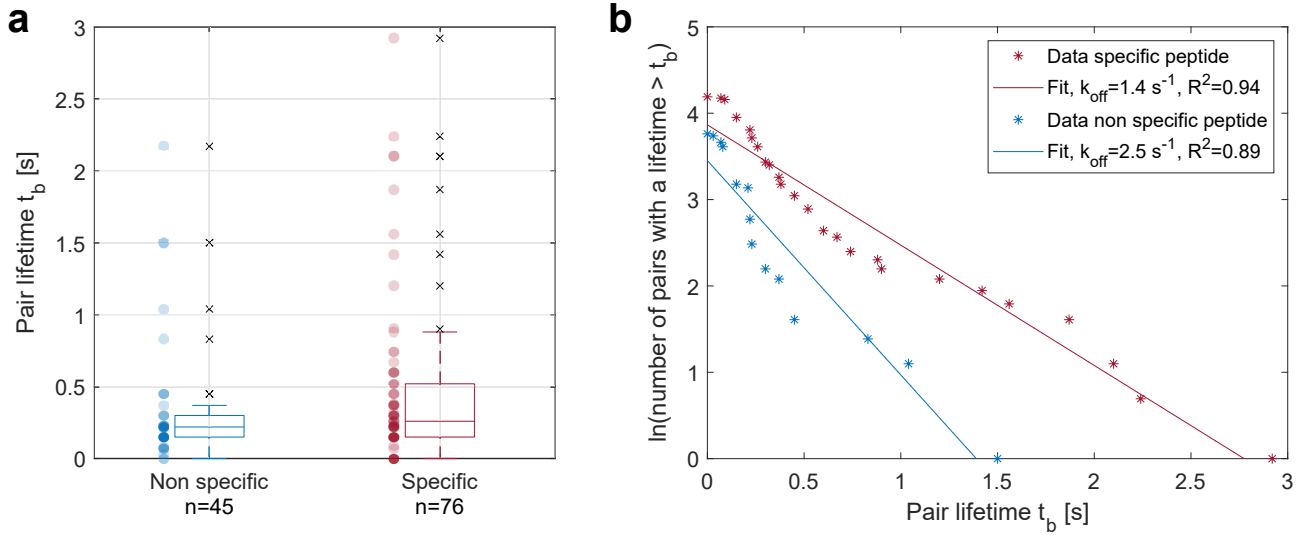 a
Pair lifetime t_b [s]
3
2.5
2
1.5
1
0.5
0
Non specific
n=45
Specific
n=76
b
ln(number of pairs with a lifetime > t_b)
5
4
3
2
1
0
0
0.5
1
1.5
2
2.5
3
Pair lifetime t_b [s]
Data specific peptide
Fit, k_off=1.4 s^-1, R^2=0.94
Data non specific peptide
Fit, k_off=2.5 s^-1, R^2=0.89